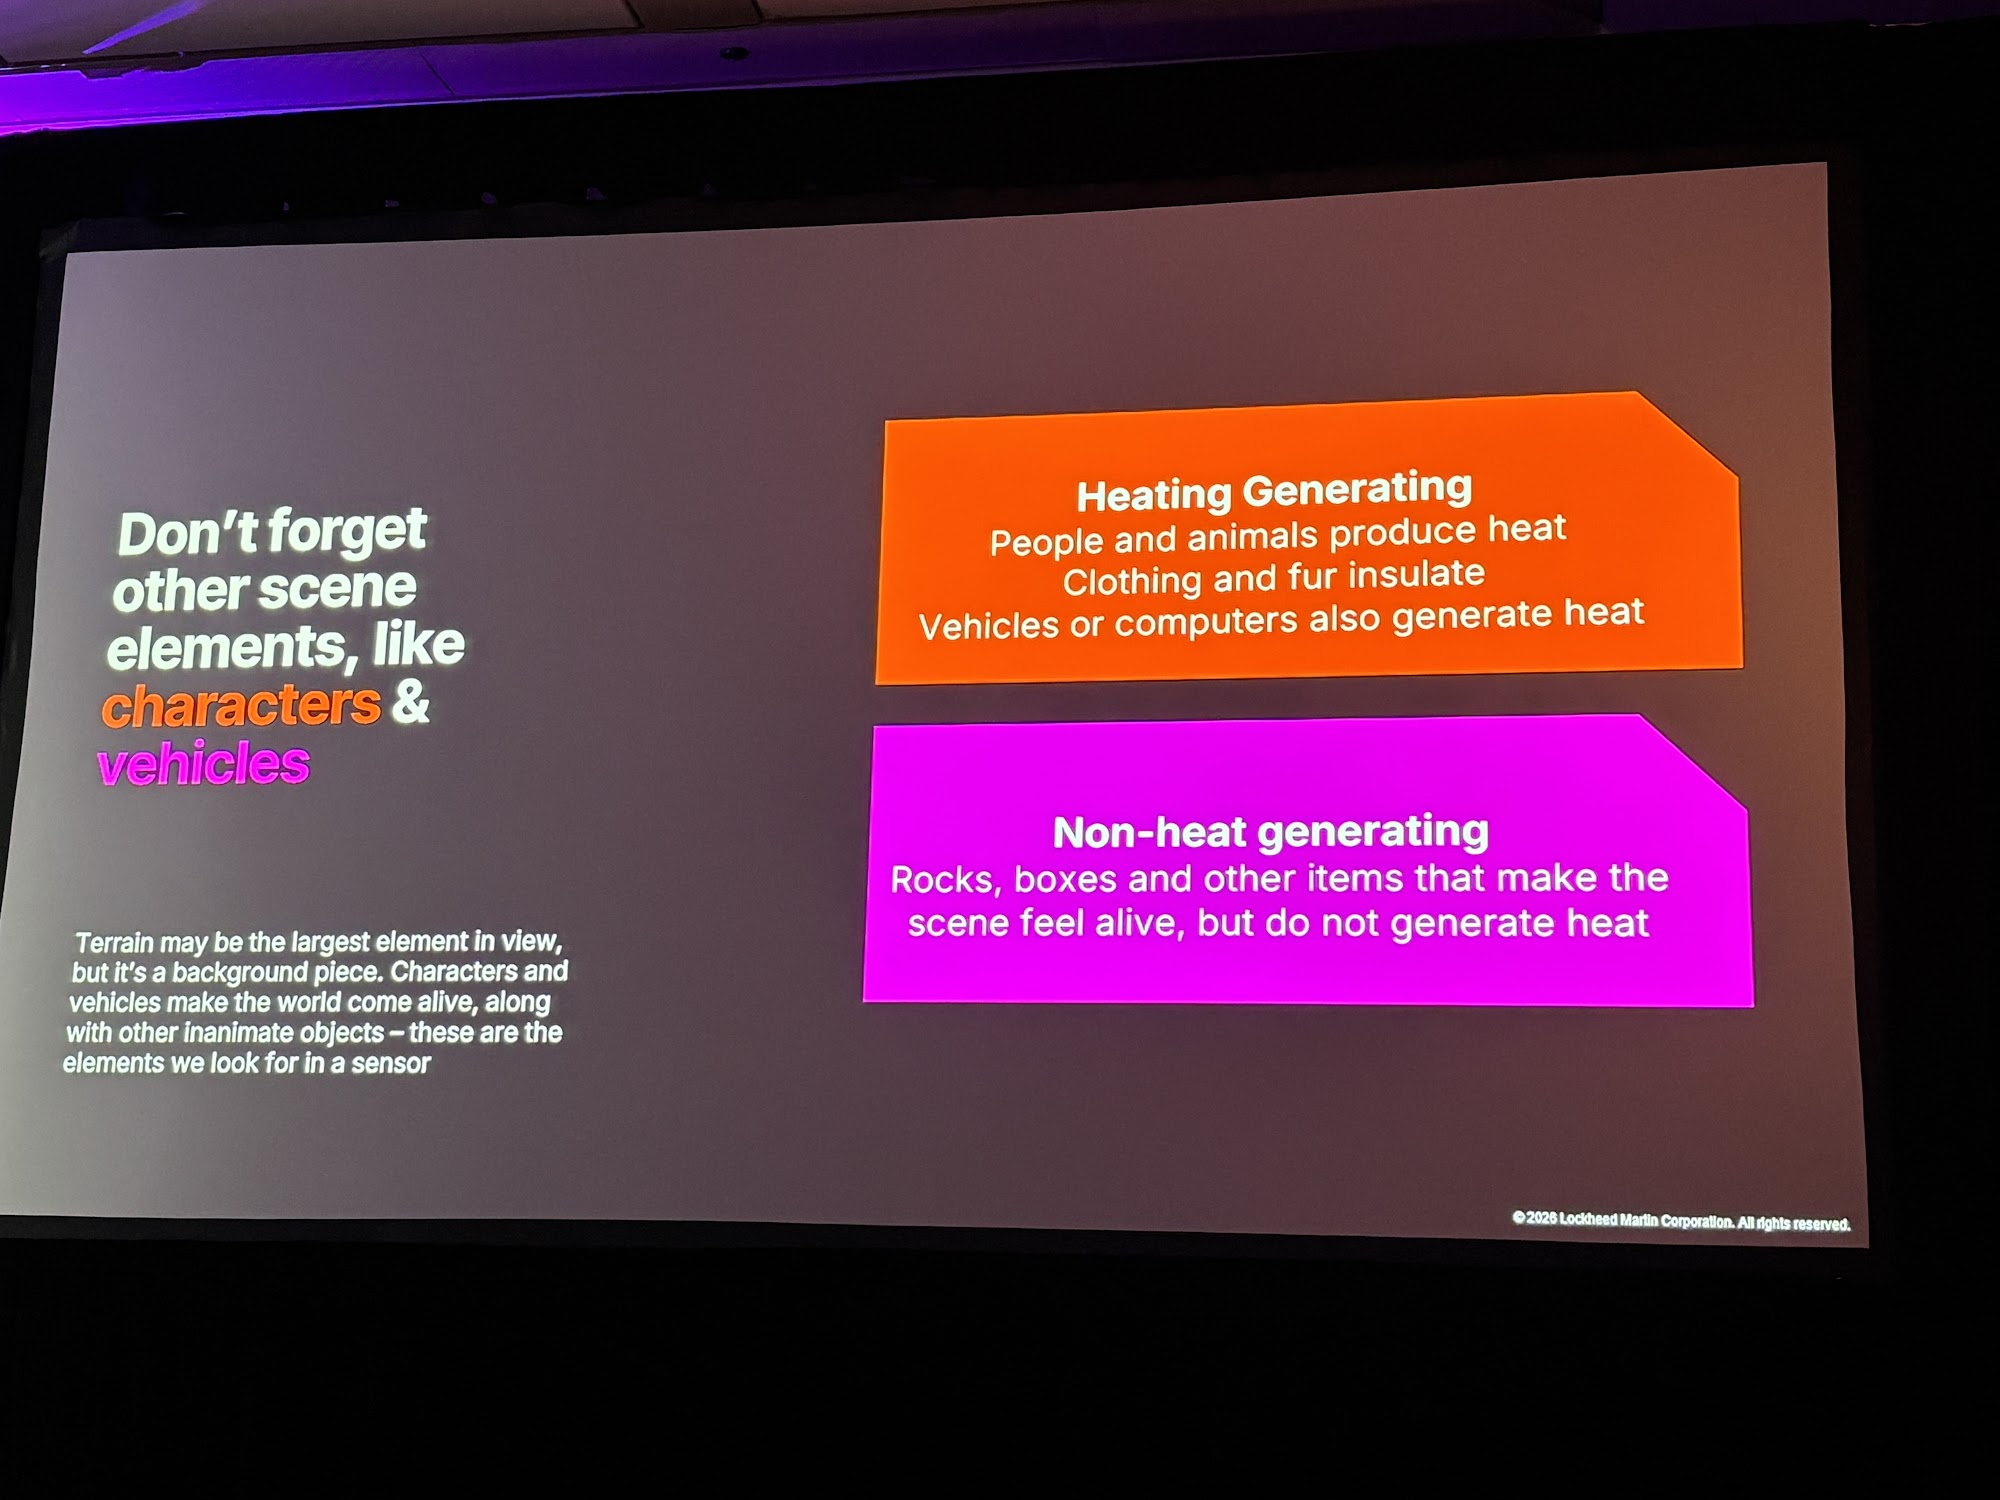 Don't forget
other scene
elements, like
characters &
vehicles
Terrain may be the largest element in view,
but it's a background piece. Characters and
vehicles make the world come alive, along
with other inanimate objects – these are the
elements we look for in a sensor
Heating Generating
People and animals produce heat
Clothing and fur insulate
Vehicles or computers also generate heat
Non-heat generating
Rocks, boxes and other items that make the
scene feel alive, but do not generate heat
© 2026 Lockheed Martin Corporation. All rights reserved.